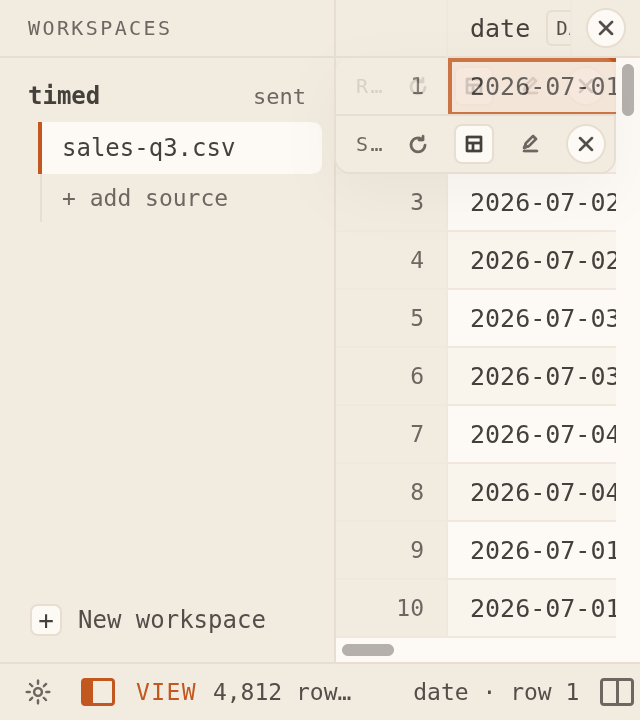 WORKSPACES
date D.
timed sent
R… 1 2026-07-01
sales-q3.csv
S…
+ add source
3 2026-07-02
4 2026-07-02
5 2026-07-03
6 2026-07-03
7 2026-07-04
8 2026-07-04
9 2026-07-01
10 2026-07-01
+ New workspace
VIEW 4,812 row… date · row 1